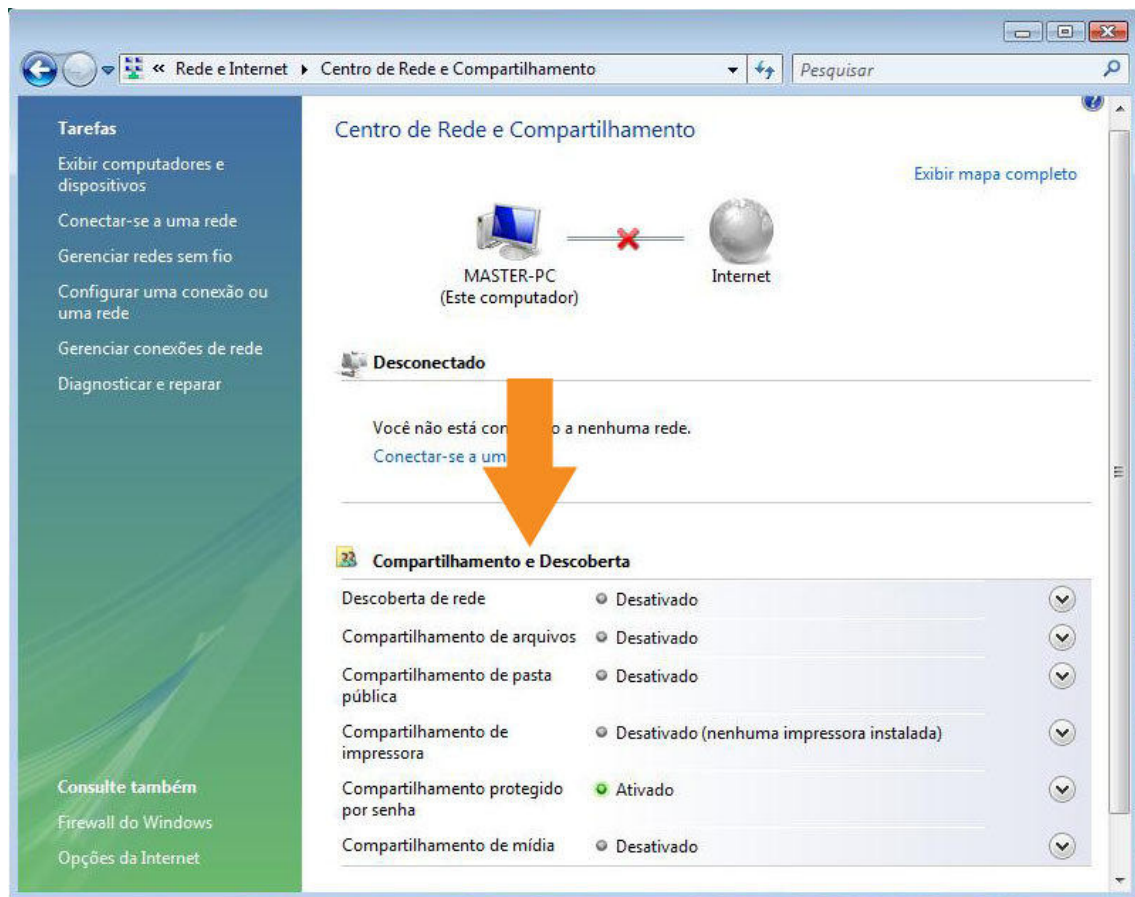 « Rede e Internet ▸ Centro de Rede e Compartilhamento
Pesquisar
Tarefas
Exibir computadores e
dispositivos
Conectar-se a uma rede
Gerenciar redes sem fio
Configurar uma conexão ou
uma rede
Gerenciar conexões de rede
Diagnosticar e reparar
Consulte também
Firewall do Windows
Opções da Internet
Centro de Rede e Compartilhamento
Exibir mapa completo
MASTER-PC
(Este computador)
Internet
Desconectado
Você não está con o a nenhuma rede.
Conectar-se a um
Compartilhamento e Descoberta
Descoberta de rede Desativado
Compartilhamento de arquivos Desativado
Compartilhamento de pasta
pública
Desativado
Compartilhamento de
impressora
Desativado (nenhuma impressora instalada)
Compartilhamento protegido
por senha
Ativado
Compartilhamento de mídia Desativado